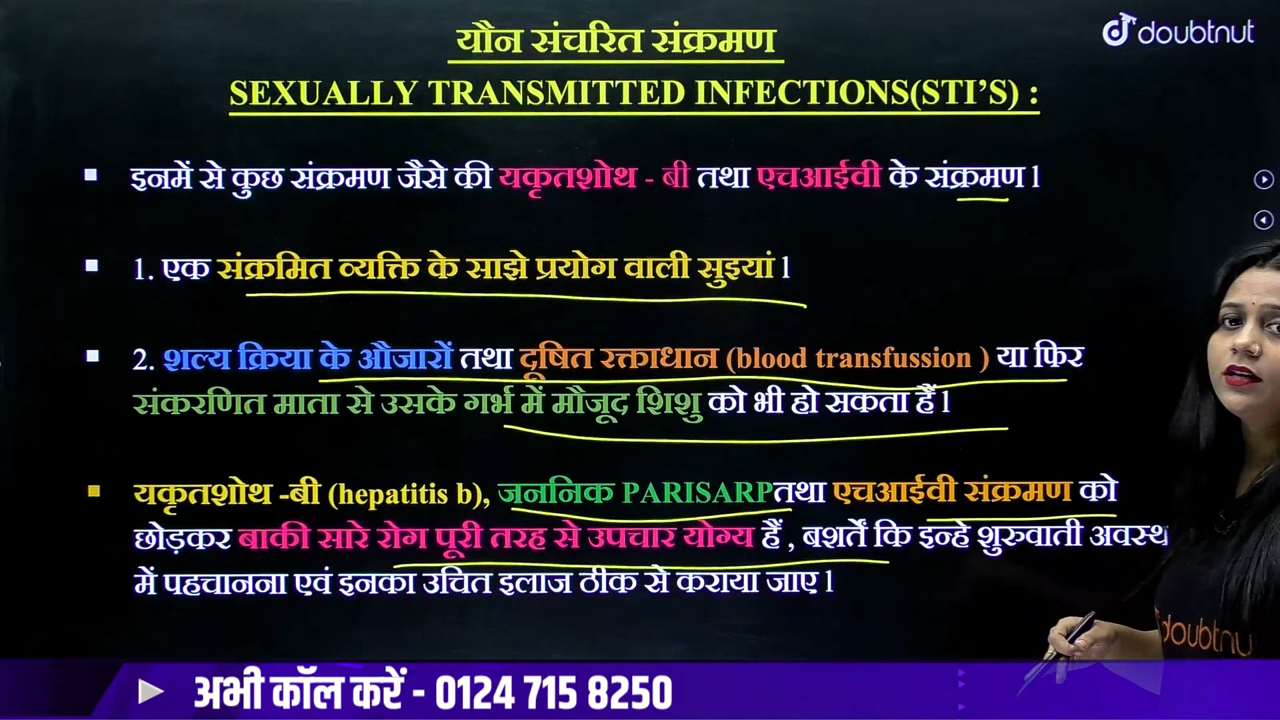 यौन संचरित संक्रमण
doubtnut
SEXUALLY TRANSMITTED INFECTIONS(STI’S) :
इनमें से कुछ संक्रमण जैसे की यकृतशोथ - बी तथा एचआईवी के संक्रमण l
1. एक संक्रमित व्यक्ति के साझे प्रयोग वाली सुइयां l
2. शल्य क्रिया के औजारों तथा दूषित रक्ताधान (blood transfussion ) या फिर
संकरणित माता से उसके गर्भ में मौजूद शिशु को भी हो सकता हैं l
यकृतशोथ -बी (hepatitis b), जननिक PARISARPतथा एचआईवी संक्रमण को
छोड़कर बाकी सारे रोग पूरी तरह से उपचार योग्य हैं , बशर्तें कि इन्हे शुरुवाती अवस्थ
में पहचानना एवं इनका उचित इलाज ठीक से कराया जाए l
doubtnu
अभी कॉल करें - 0124 715 8250